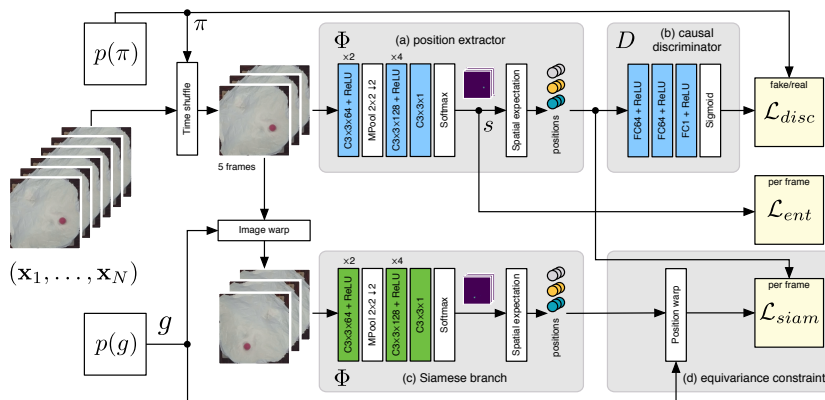 π
p(π)
Time shuffle
5 frames
Φ
(a) position extractor
×2
C3×3×64 + ReLU
MPool 2×2 ↓2
×4
C3×3×128 + ReLU
C3×3×1
Softmax
s
Spatial expectation
positions
D
(b) causal
discriminator
FC64 + ReLU
FC64 + ReLU
FC1 + ReLU
Sigmoid
fake/real
ℒdisc
per frame
ℒent
(x₁, . . . , x_N)
Image warp
p(g)
g
×2
C3×3×64 + ReLU
MPool 2×2 ↓2
×4
C3×3×128 + ReLU
C3×3×1
Softmax
Spatial expectation
positions
Φ
(c) Siamese branch
Position warp
per frame
ℒsiam
(d) equivariance constraint